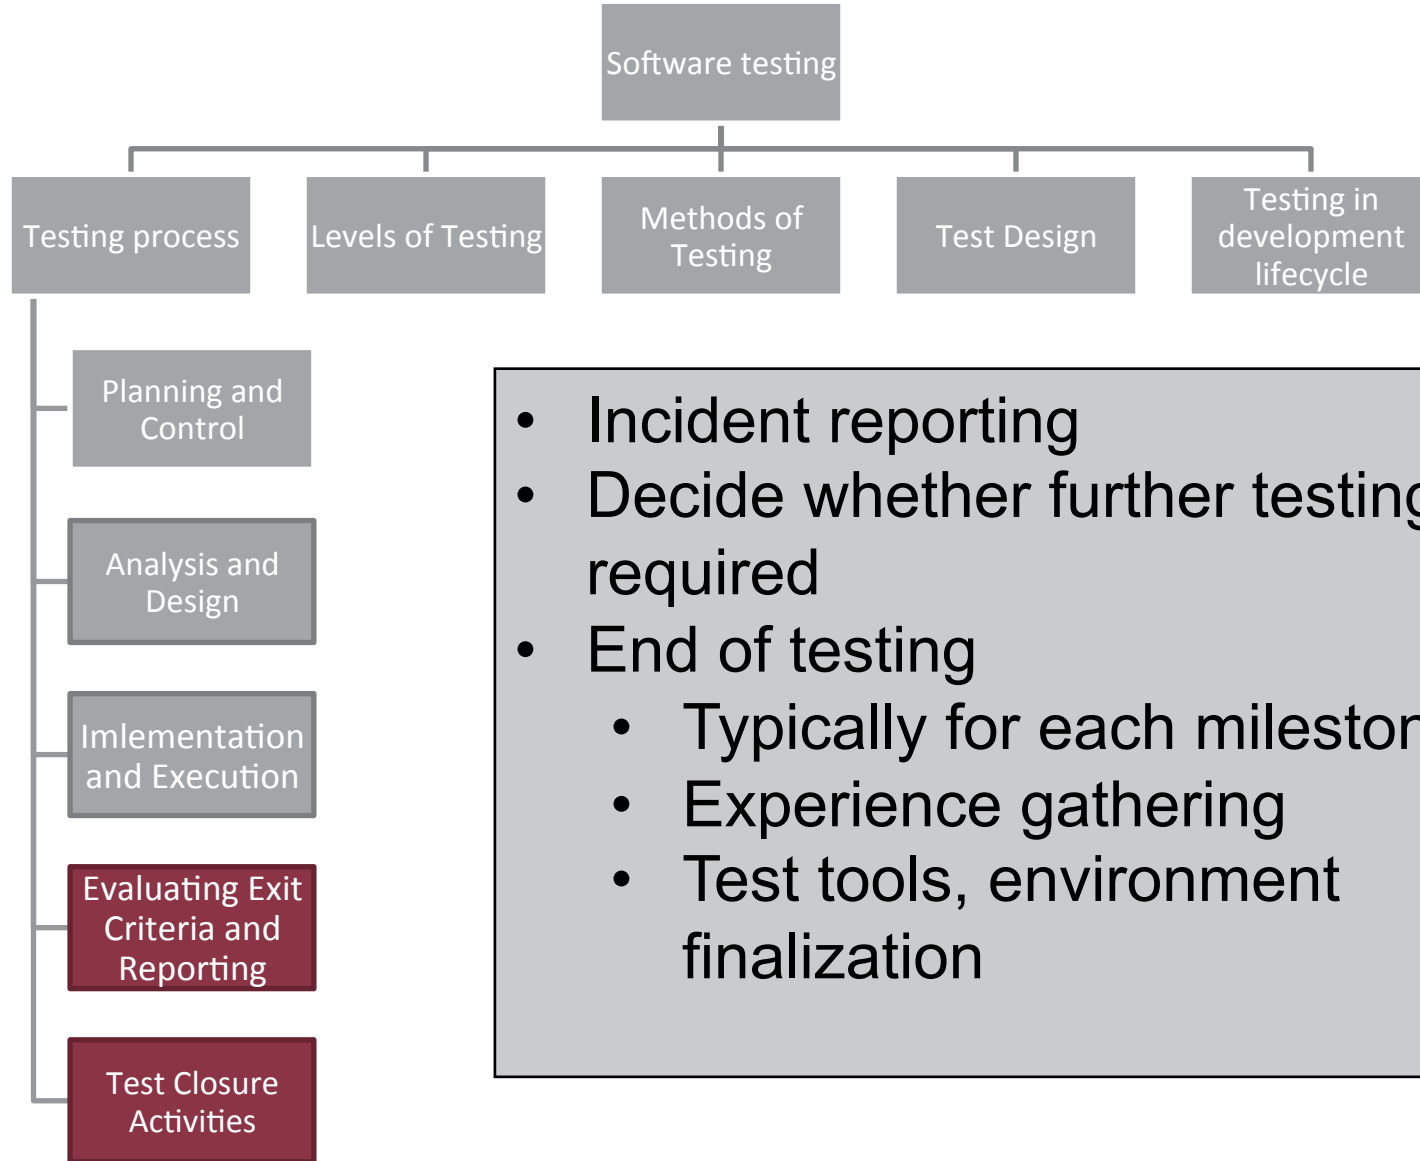 Software testing
Testing process
Levels of Testing
Methods of
Testing
Test Design
Testing in
development
lifecycle
Planning and
Control
Analysis and
Design
Imlementation
and Execution
Evaluating Exit
Criteria and
Reporting
Test Closure
Activities
• Incident reporting
• Decide whether further testing
required
• End of testing
• Typically for each mileston
• Experience gathering
• Test tools, environment
finalization